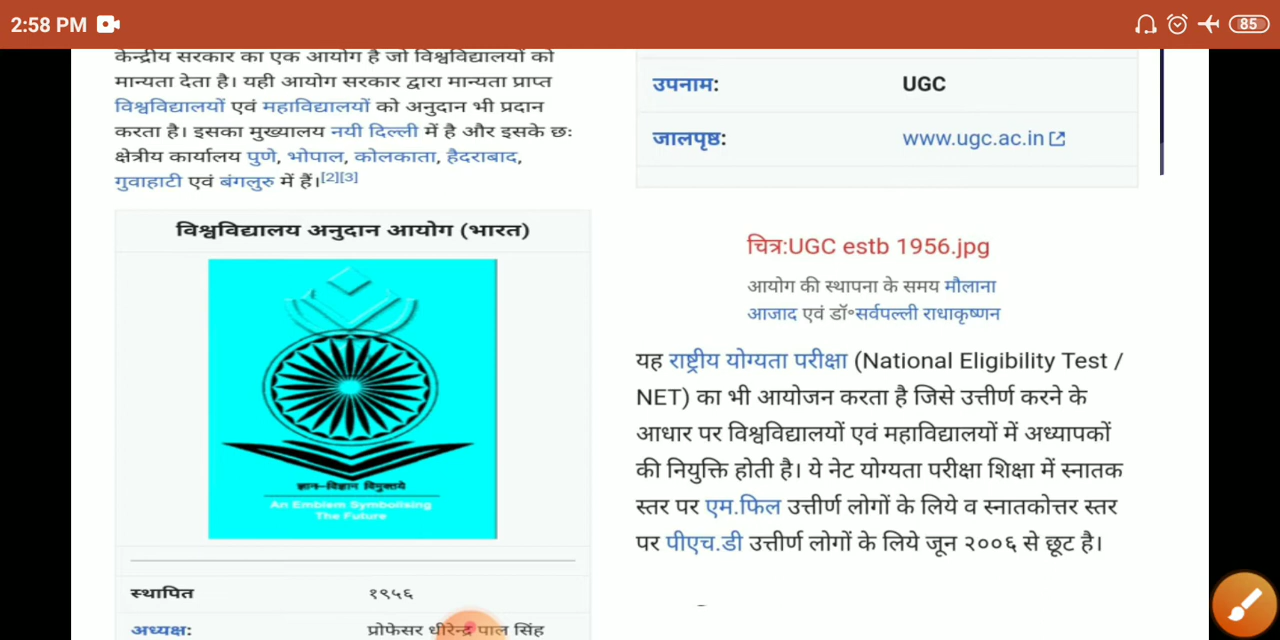 2:58 PM
85
केन्द्रीय सरकार का एक आयोग है जो विश्वविद्यालयों को
मान्यता देता है। यही आयोग सरकार द्वारा मान्यता प्राप्त
विश्वविद्यालयों एवं महाविद्यालयों को अनुदान भी प्रदान
करता है। इसका मुख्यालय नयी दिल्ली में है और इसके छः
क्षेत्रीय कार्यालय पुणे, भोपाल, कोलकाता, हैदराबाद,
गुवाहाटी एवं बंगलुरु में हैं।[2][3]
विश्वविद्यालय अनुदान आयोग (भारत)
ज्ञान-विज्ञान विमुक्तये
An Emblem Symbolising
The Future
स्थापित १९५६
अध्यक्ष: प्रोफेसर धीरेन्द्र पाल सिंह
उपनाम: UGC
जालपृष्ठ: www.ugc.ac.in
चित्र:UGC estb 1956.jpg
आयोग की स्थापना के समय मौलाना
आजाद एवं डॉ॰सर्वपल्ली राधाकृष्णन
यह राष्ट्रीय योग्यता परीक्षा (National Eligibility Test /
NET) का भी आयोजन करता है जिसे उत्तीर्ण करने के
आधार पर विश्वविद्यालयों एवं महाविद्यालयों में अध्यापकों
की नियुक्ति होती है। ये नेट योग्यता परीक्षा शिक्षा में स्नातक
स्तर पर एम.फिल उत्तीर्ण लोगों के लिये व स्नातकोत्तर स्तर
पर पीएच.डी उत्तीर्ण लोगों के लिये जून २००६ से छूट है।